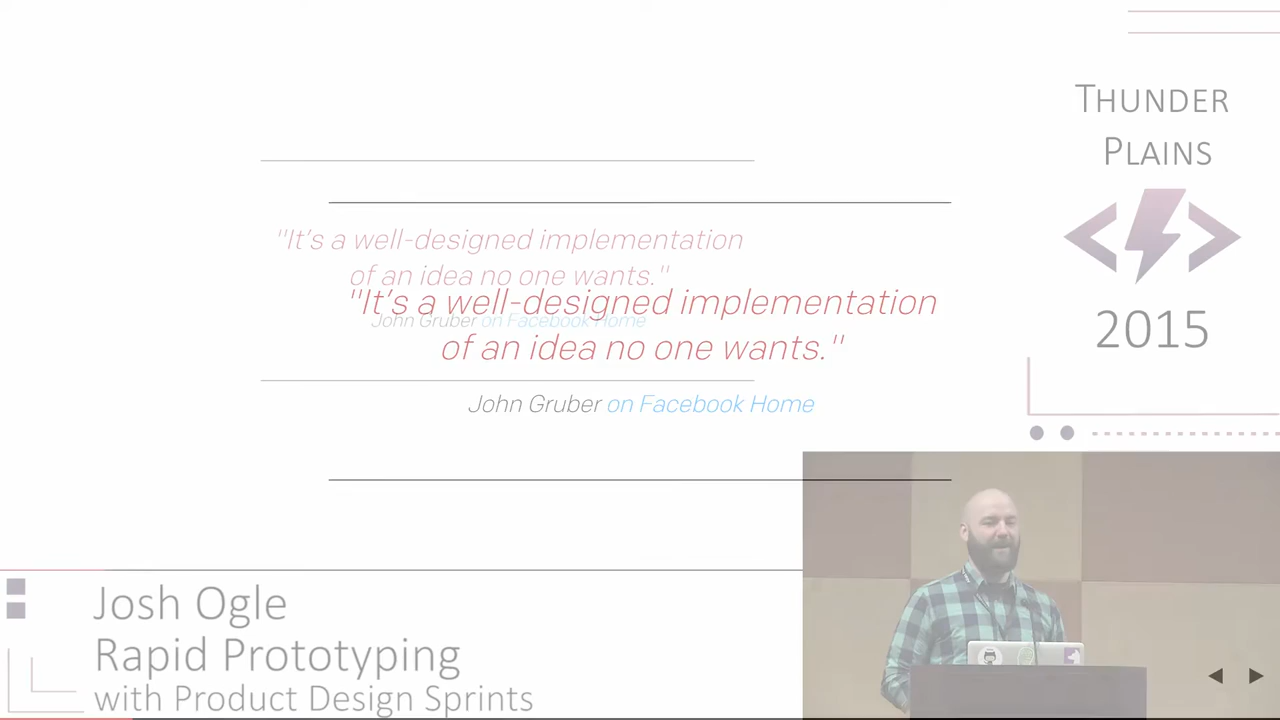 THUNDER
PLAINS
2015
"It's a well-designed implementation
of an idea no one wants."
John Gruber on Facebook Home
"It's a well-designed implementation
of an idea no one wants."
John Gruber on Facebook Home
Josh Ogle
Rapid Prototyping
with Product Design Sprints